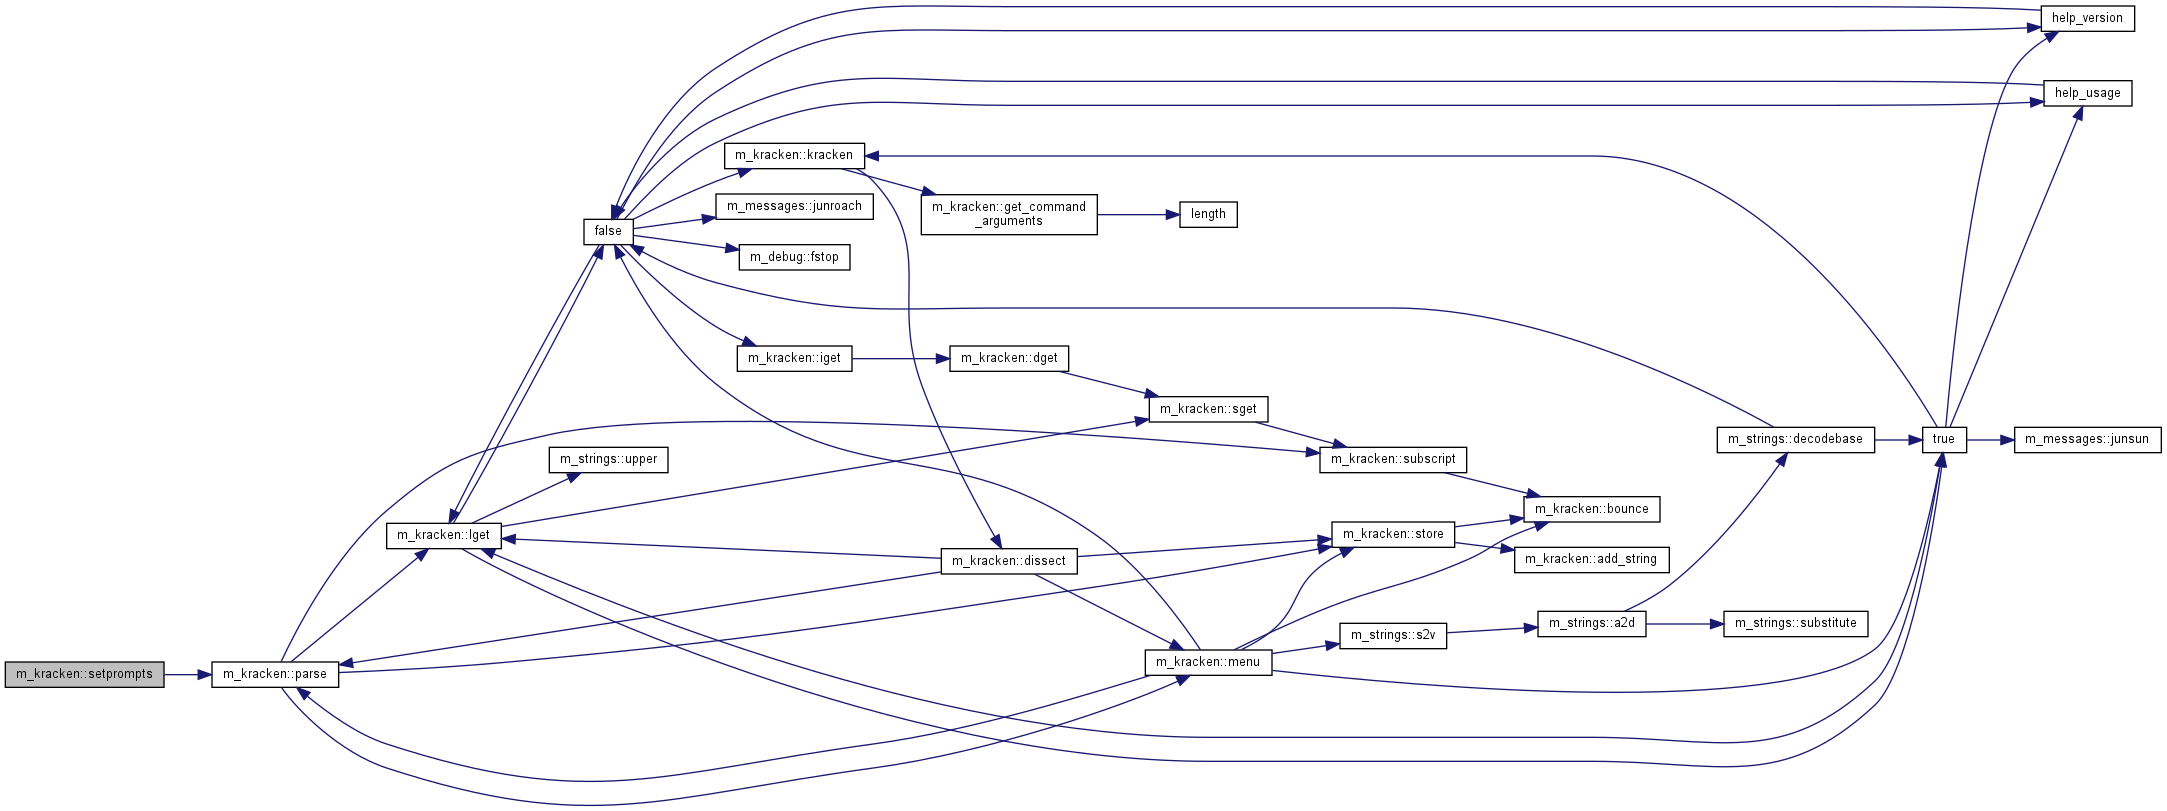 help_version
help_usage
m_kracken::kracken
m_messages::junroach
m_kracken::get_command
_arguments
length
false
m_debug::fstop
m_kracken::iget
m_kracken::dget
m_kracken::sget
m_strings::decodebase
true
m_messages::junsun
m_strings::upper
m_kracken::subscript
m_kracken::bounce
m_kracken::lget
m_kracken::store
m_kracken::dissect
m_kracken::add_string
m_strings::a2d
m_strings::substitute
m_strings::s2v
m_kracken::menu
m_kracken::setprompts
m_kracken::parse